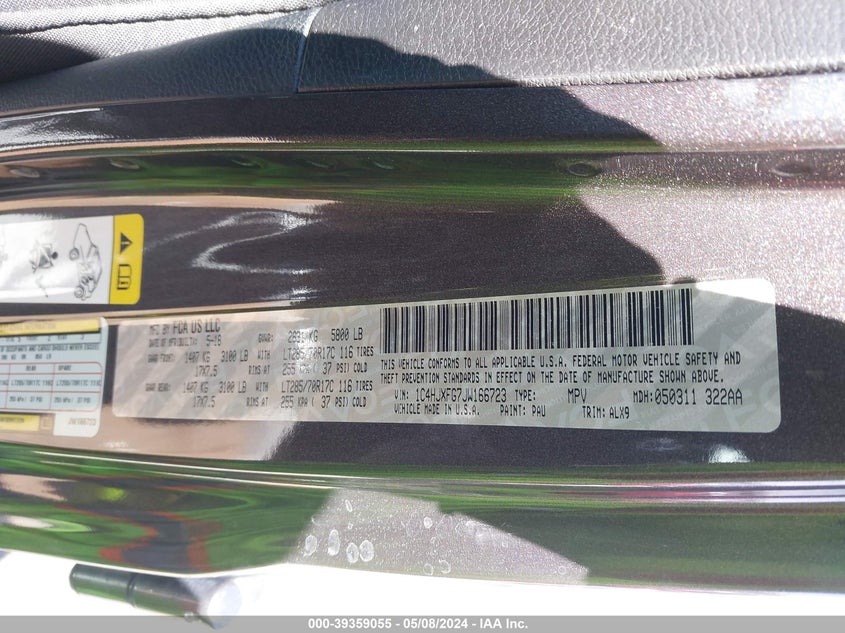 MFD BY FCA US LLC
DATE OF MFR 5-18 GVWR: 2631 KG 5800 LB
GAWR FRONT: 1407 KG 3100 LB WITH LT285/70R17C 116 TIRES
17X7.5 RIMS AT 255 KPA ( 37 PSI) COLD
GAWR REAR: 1407 KG 3100 LB WITH LT285/70R17C 116 TIRES
17X7.5 RIMS AT 255 KPA ( 37 PSI) COLD
THIS VEHICLE CONFORMS TO ALL APPLICABLE U.S.A. FEDERAL MOTOR VEHICLE SAFETY AND
THEFT PREVENTION STANDARDS IN EFFECT ON THE DATE OF MANUFACTURE SHOWN ABOVE.
VIN: 1C4HJXFG7JW166723 TYPE: MPV MDH: 050311 322AA
MADE IN U.S.A. PAINT: PAU TRIM: ALX9
JW166723
000-39359055 — 05/08/2024 — IAA Inc.